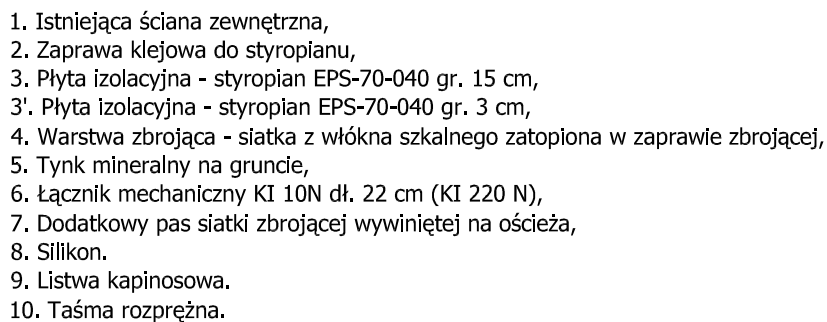 1. Istniejąca ściana zewnętrzna,
2. Zaprawa klejowa do styropianu,
3. Płyta izolacyjna - styropian EPS-70-040 gr. 15 cm,
3'. Płyta izolacyjna - styropian EPS-70-040 gr. 3 cm,
4. Warstwa zbrojąca - siatka z włókna szkalnego zatopiona w zaprawie zbrojącej,
5. Tynk mineralny na gruncie,
6. Łącznik mechaniczny KI 10N dł. 22 cm (KI 220 N),
7. Dodatkowy pas siatki zbrojącej wywiniętej na ościeża,
8. Silikon.
9. Listwa kapinosowa.
10. Taśma rozprężna.